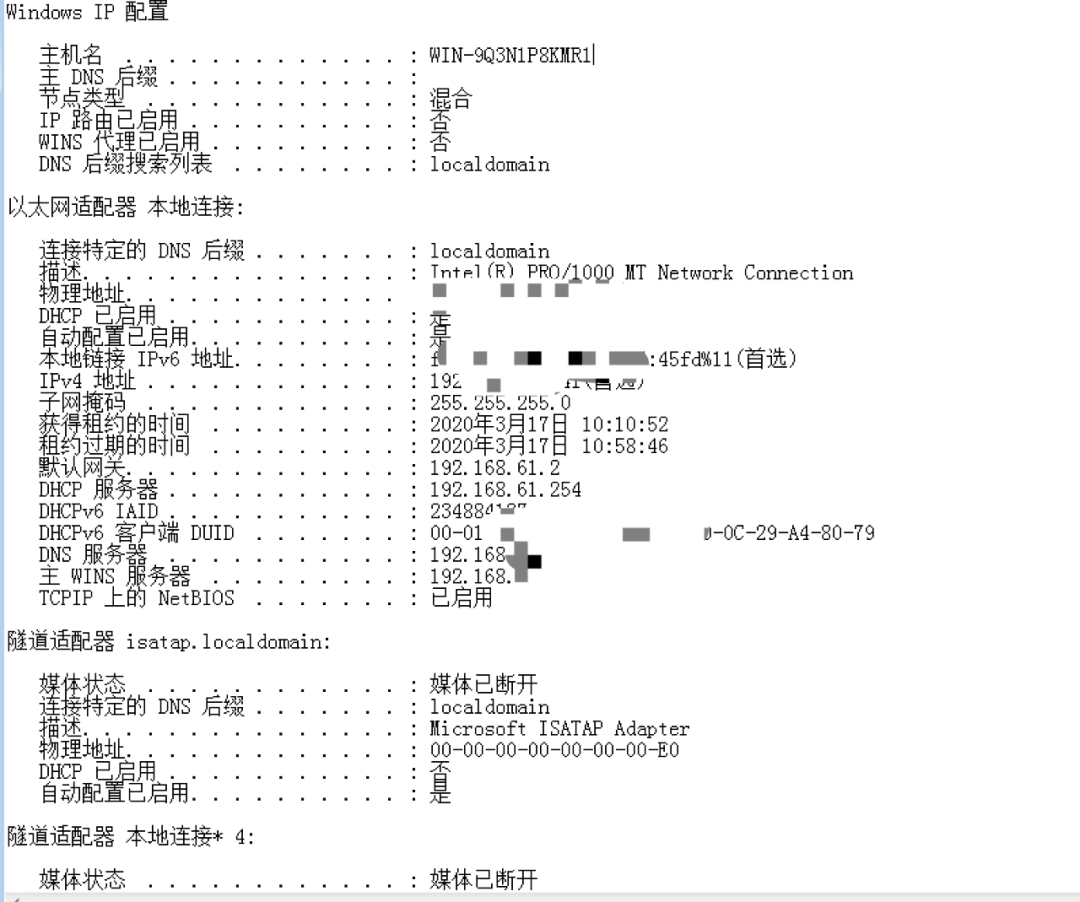 Windows IP 配置
主机名 . . . . . . . . . . . . . : WIN-9Q3N1P8KMR1
主 DNS 后缀 . . . . . . . . . . . :
节点类型 . . . . . . . . . . . . : 混合
IP 路由已启用 . . . . . . . . . . : 否
WINS 代理已启用 . . . . . . . . . : 否
DNS 后缀搜索列表 . . . . . . . . : localdomain
以太网适配器 本地连接:
连接特定的 DNS 后缀 . . . . . . . : localdomain
描述. . . . . . . . . . . . . . . : Intel(R) PRO/1000 MT Network Connection
物理地址. . . . . . . . . . . . . :
DHCP 已启用 . . . . . . . . . . . : 是
自动配置已启用. . . . . . . . . . : 是
本地链接 IPv6 地址. . . . . . . . : f :45fd%11(首选)
IPv4 地址 . . . . . . . . . . . . : 192 (首选)
子网掩码 . . . . . . . . . . . . : 255.255.255.0
获得租约的时间 . . . . . . . . . : 2020年3月17日 10:10:52
租约过期的时间 . . . . . . . . . : 2020年3月17日 10:58:46
默认网关. . . . . . . . . . . . . : 192.168.61.2
DHCP 服务器 . . . . . . . . . . . : 192.168.61.254
DHCPv6 IAID . . . . . . . . . . . : 234884
DHCPv6 客户端 DUID . . . . . . . : 00-01 -0C-29-A4-80-79
DNS 服务器 . . . . . . . . . . . : 192.168
主 WINS 服务器 . . . . . . . . . : 192.168.
TCPIP 上的 NetBIOS . . . . . . . : 已启用
隧道适配器 isatap.localdomain:
媒体状态 . . . . . . . . . . . . : 媒体已断开
连接特定的 DNS 后缀 . . . . . . . : localdomain
描述. . . . . . . . . . . . . . . : Microsoft ISATAP Adapter
物理地址. . . . . . . . . . . . . : 00-00-00-00-00-00-00-E0
DHCP 已启用 . . . . . . . . . . . : 否
自动配置已启用. . . . . . . . . . : 是
隧道适配器 本地连接* 4:
媒体状态 . . . . . . . . . . . . : 媒体已断开